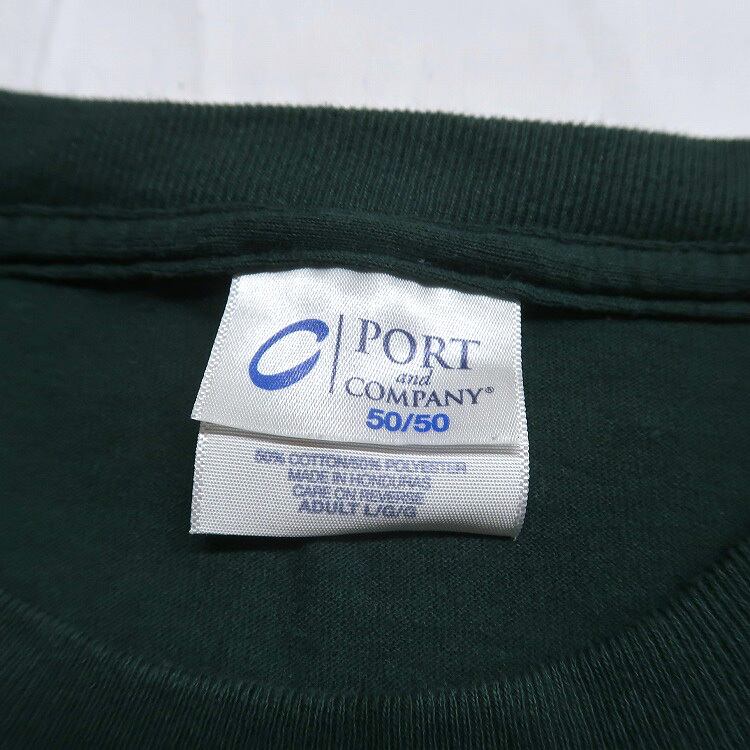 PORT
and
COMPANY®
50/50
50% COTTON/50% POLYESTER
MADE IN HONDURAS
CARE ON REVERSE
ADULT L/G/G